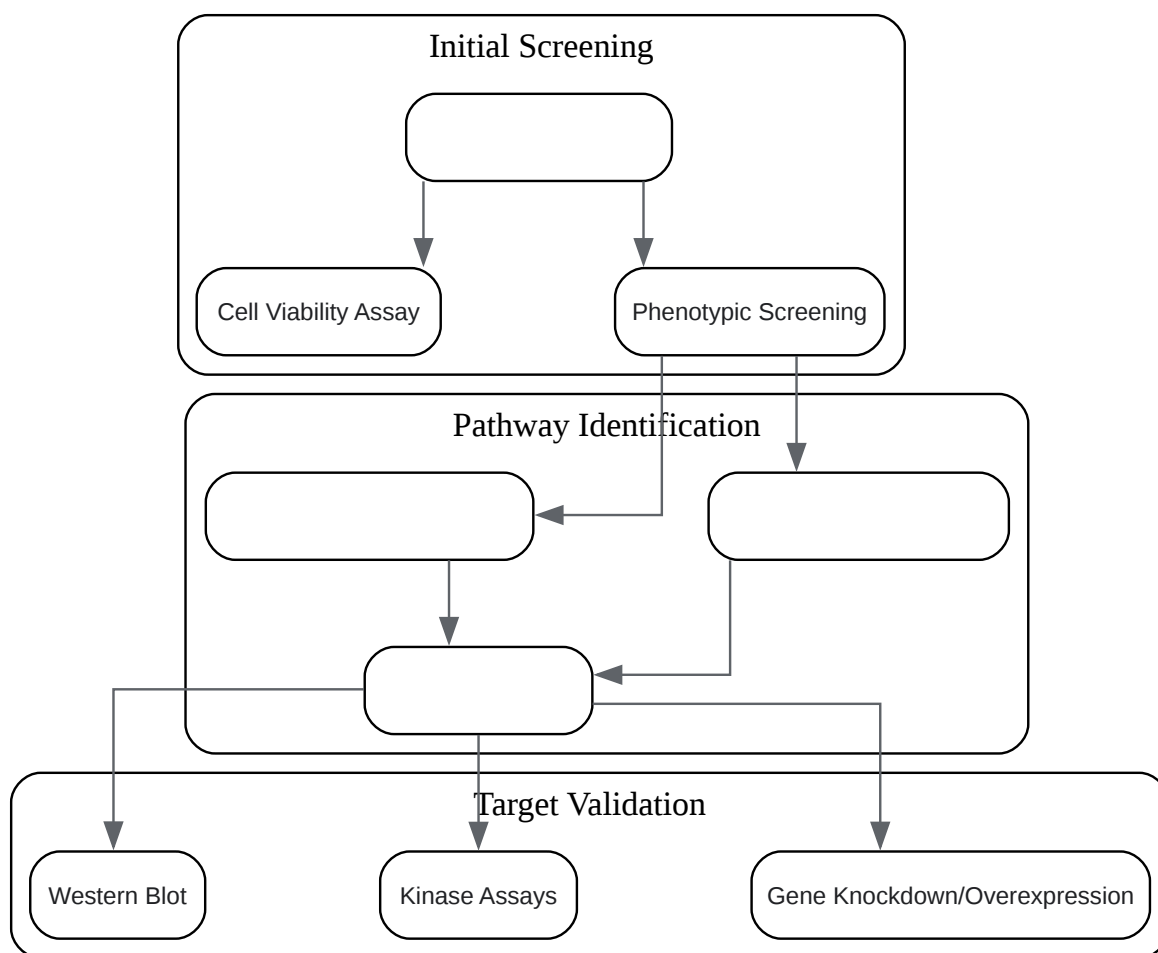 Initial Screening
Cell Viability Assay
Phenotypic Screening
Pathway Identification
Target Validation
Western Blot
Kinase Assays
Gene Knockdown/Overexpression